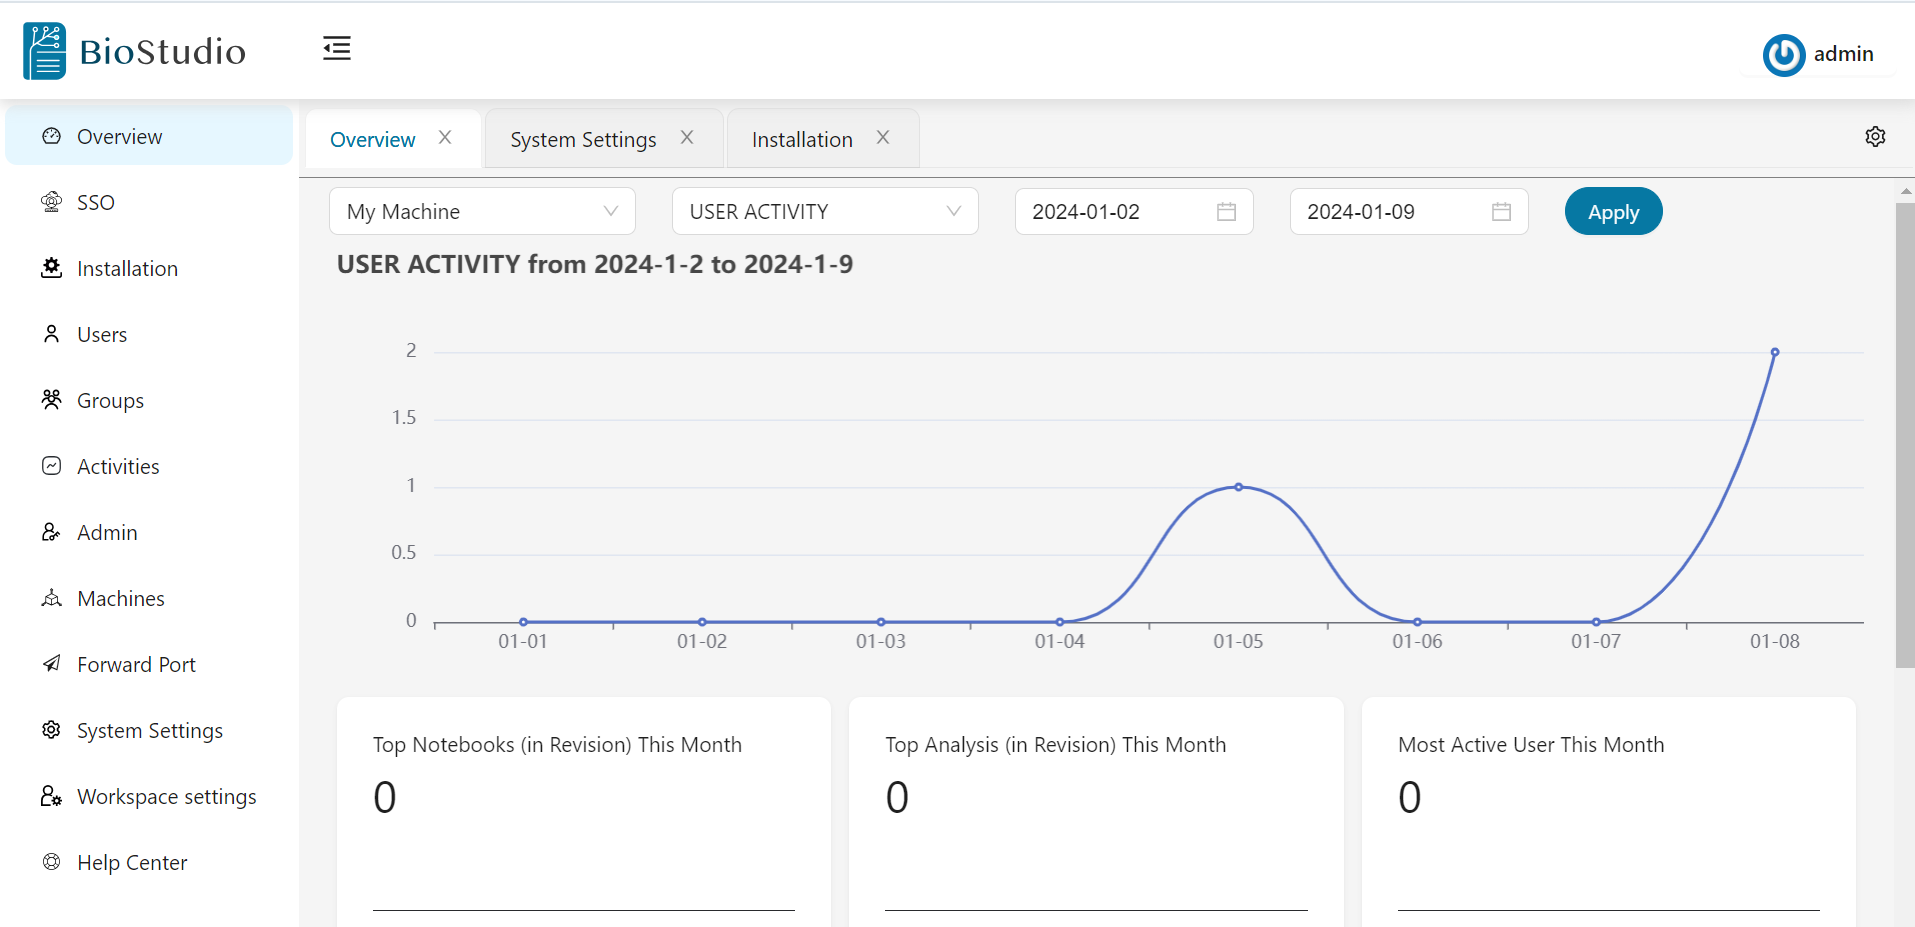 BioStudio
admin
Overview
SSO
Installation
Users
Groups
Activities
Admin
Machines
Forward Port
System Settings
Workspace settings
Help Center
Overview System Settings Installation
My Machine USER ACTIVITY 2024-01-02 2024-01-09 Apply
USER ACTIVITY from 2024-1-2 to 2024-1-9
2
1.5
1
0.5
0
01-01 01-02 01-03 01-04 01-05 01-06 01-07 01-08
Top Notebooks (in Revision) This Month
0
Top Analysis (in Revision) This Month
0
Most Active User This Month
0